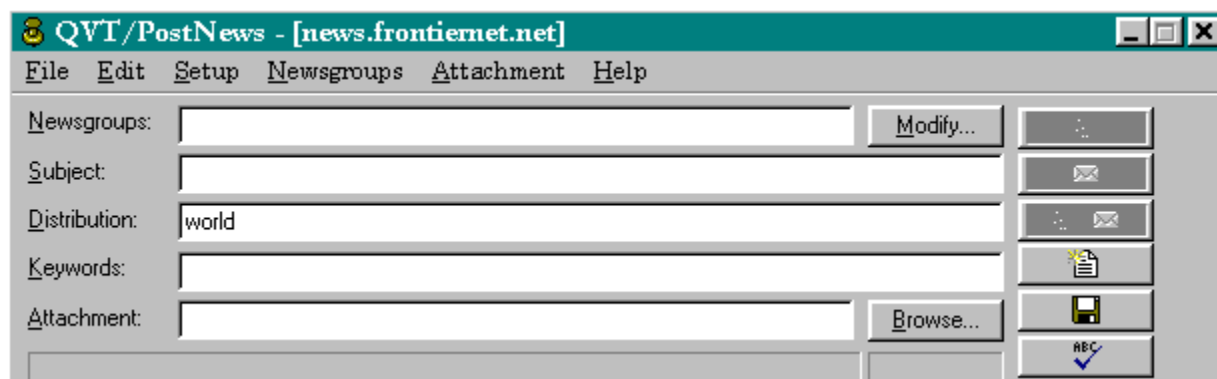 QVT/PostNews - [news.frontiernet.net]
File Edit Setup Newsgroups Attachment Help
Newsgroups: Modify...
Subject:
Distribution: world
Keywords:
Attachment: Browse...
ABC